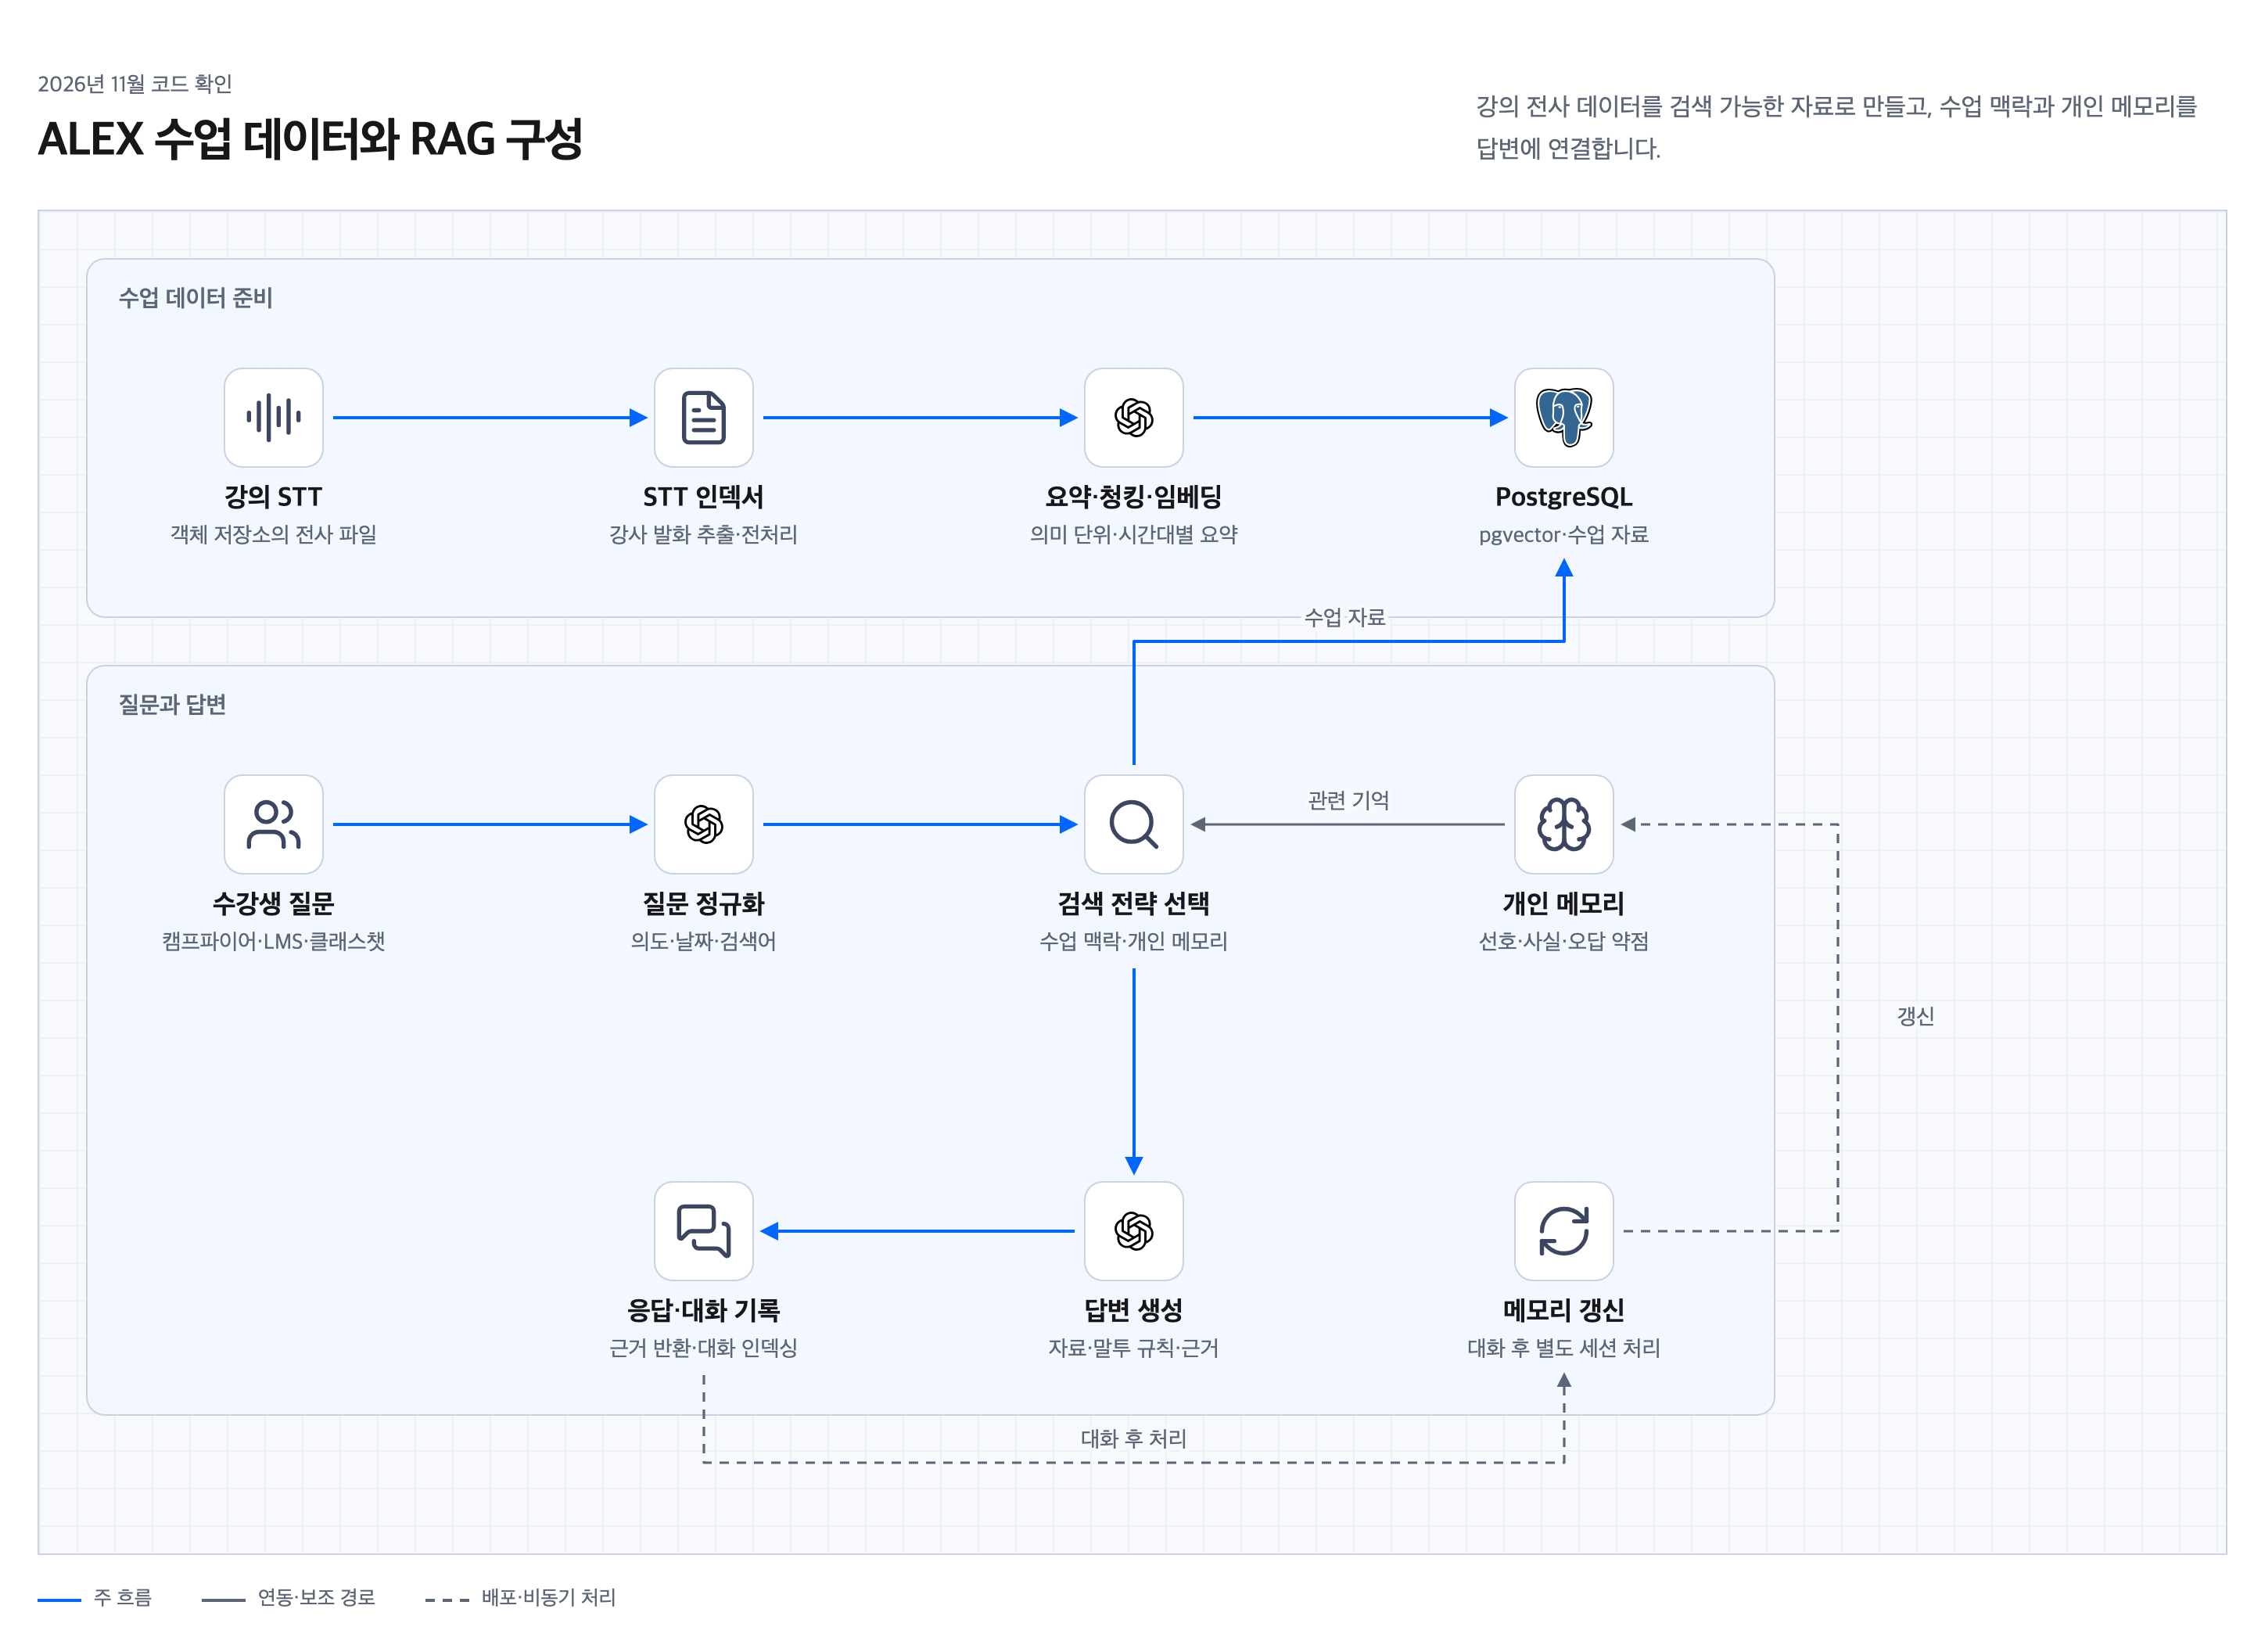 2026년 11월 코드 확인
ALEX 수업 데이터와 RAG 구성
강의 전사 데이터를 검색 가능한 자료로 만들고, 수업 맥락과 개인 메모리를
답변에 연결합니다.
수업 데이터 준비
강의 STT
객체 저장소의 전사 파일
STT 인덱서
강사 발화 추출·전처리
요약·청킹·임베딩
의미 단위·시간대별 요약
PostgreSQL
pgvector·수업 자료
수업 자료
질문과 답변
관련 기억
수강생 질문
캠프파이어·LMS·클래스챗
질문 정규화
의도·날짜·검색어
검색 전략 선택
수업 맥락·개인 메모리
개인 메모리
선호·사실·오답 약점
갱신
응답·대화 기록
근거 반환·대화 인덱싱
답변 생성
자료·말투 규칙·근거
메모리 갱신
대화 후 별도 세션 처리
대화 후 처리
주 흐름
연동·보조 경로
배포·비동기 처리